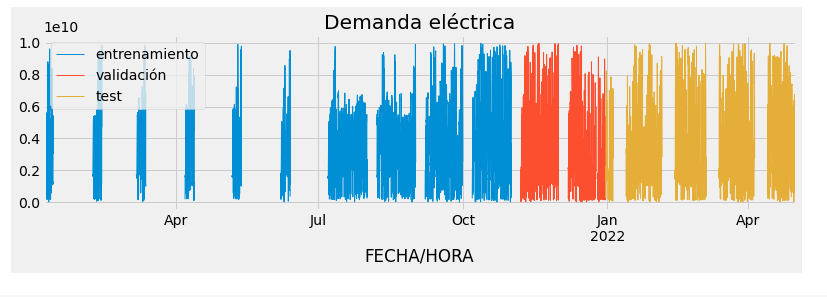 Demanda eléctrica
1e10
1.0
0.8
0.6
0.4
0.2
0.0
entrenamiento
validación
test
Apr
Jul
Oct
Jan
2022
Apr
FECHA/HORA